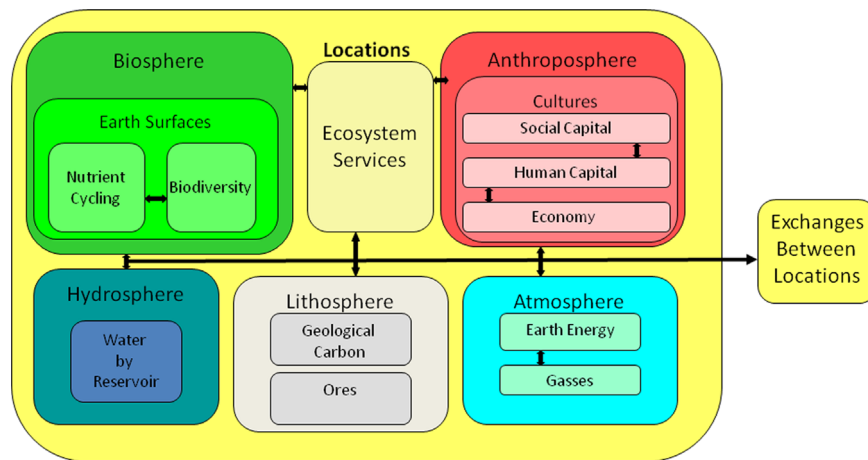 Locations
Biosphere
Earth Surfaces
Nutrient
Cycling
Biodiversity
Ecosystem
Services
Anthroposphere
Cultures
Social Capital
Human Capital
Economy
Exchanges
Between
Locations
Hydrosphere
Water
by
Reservoir
Lithosphere
Geological
Carbon
Ores
Atmosphere
Earth Energy
Gasses